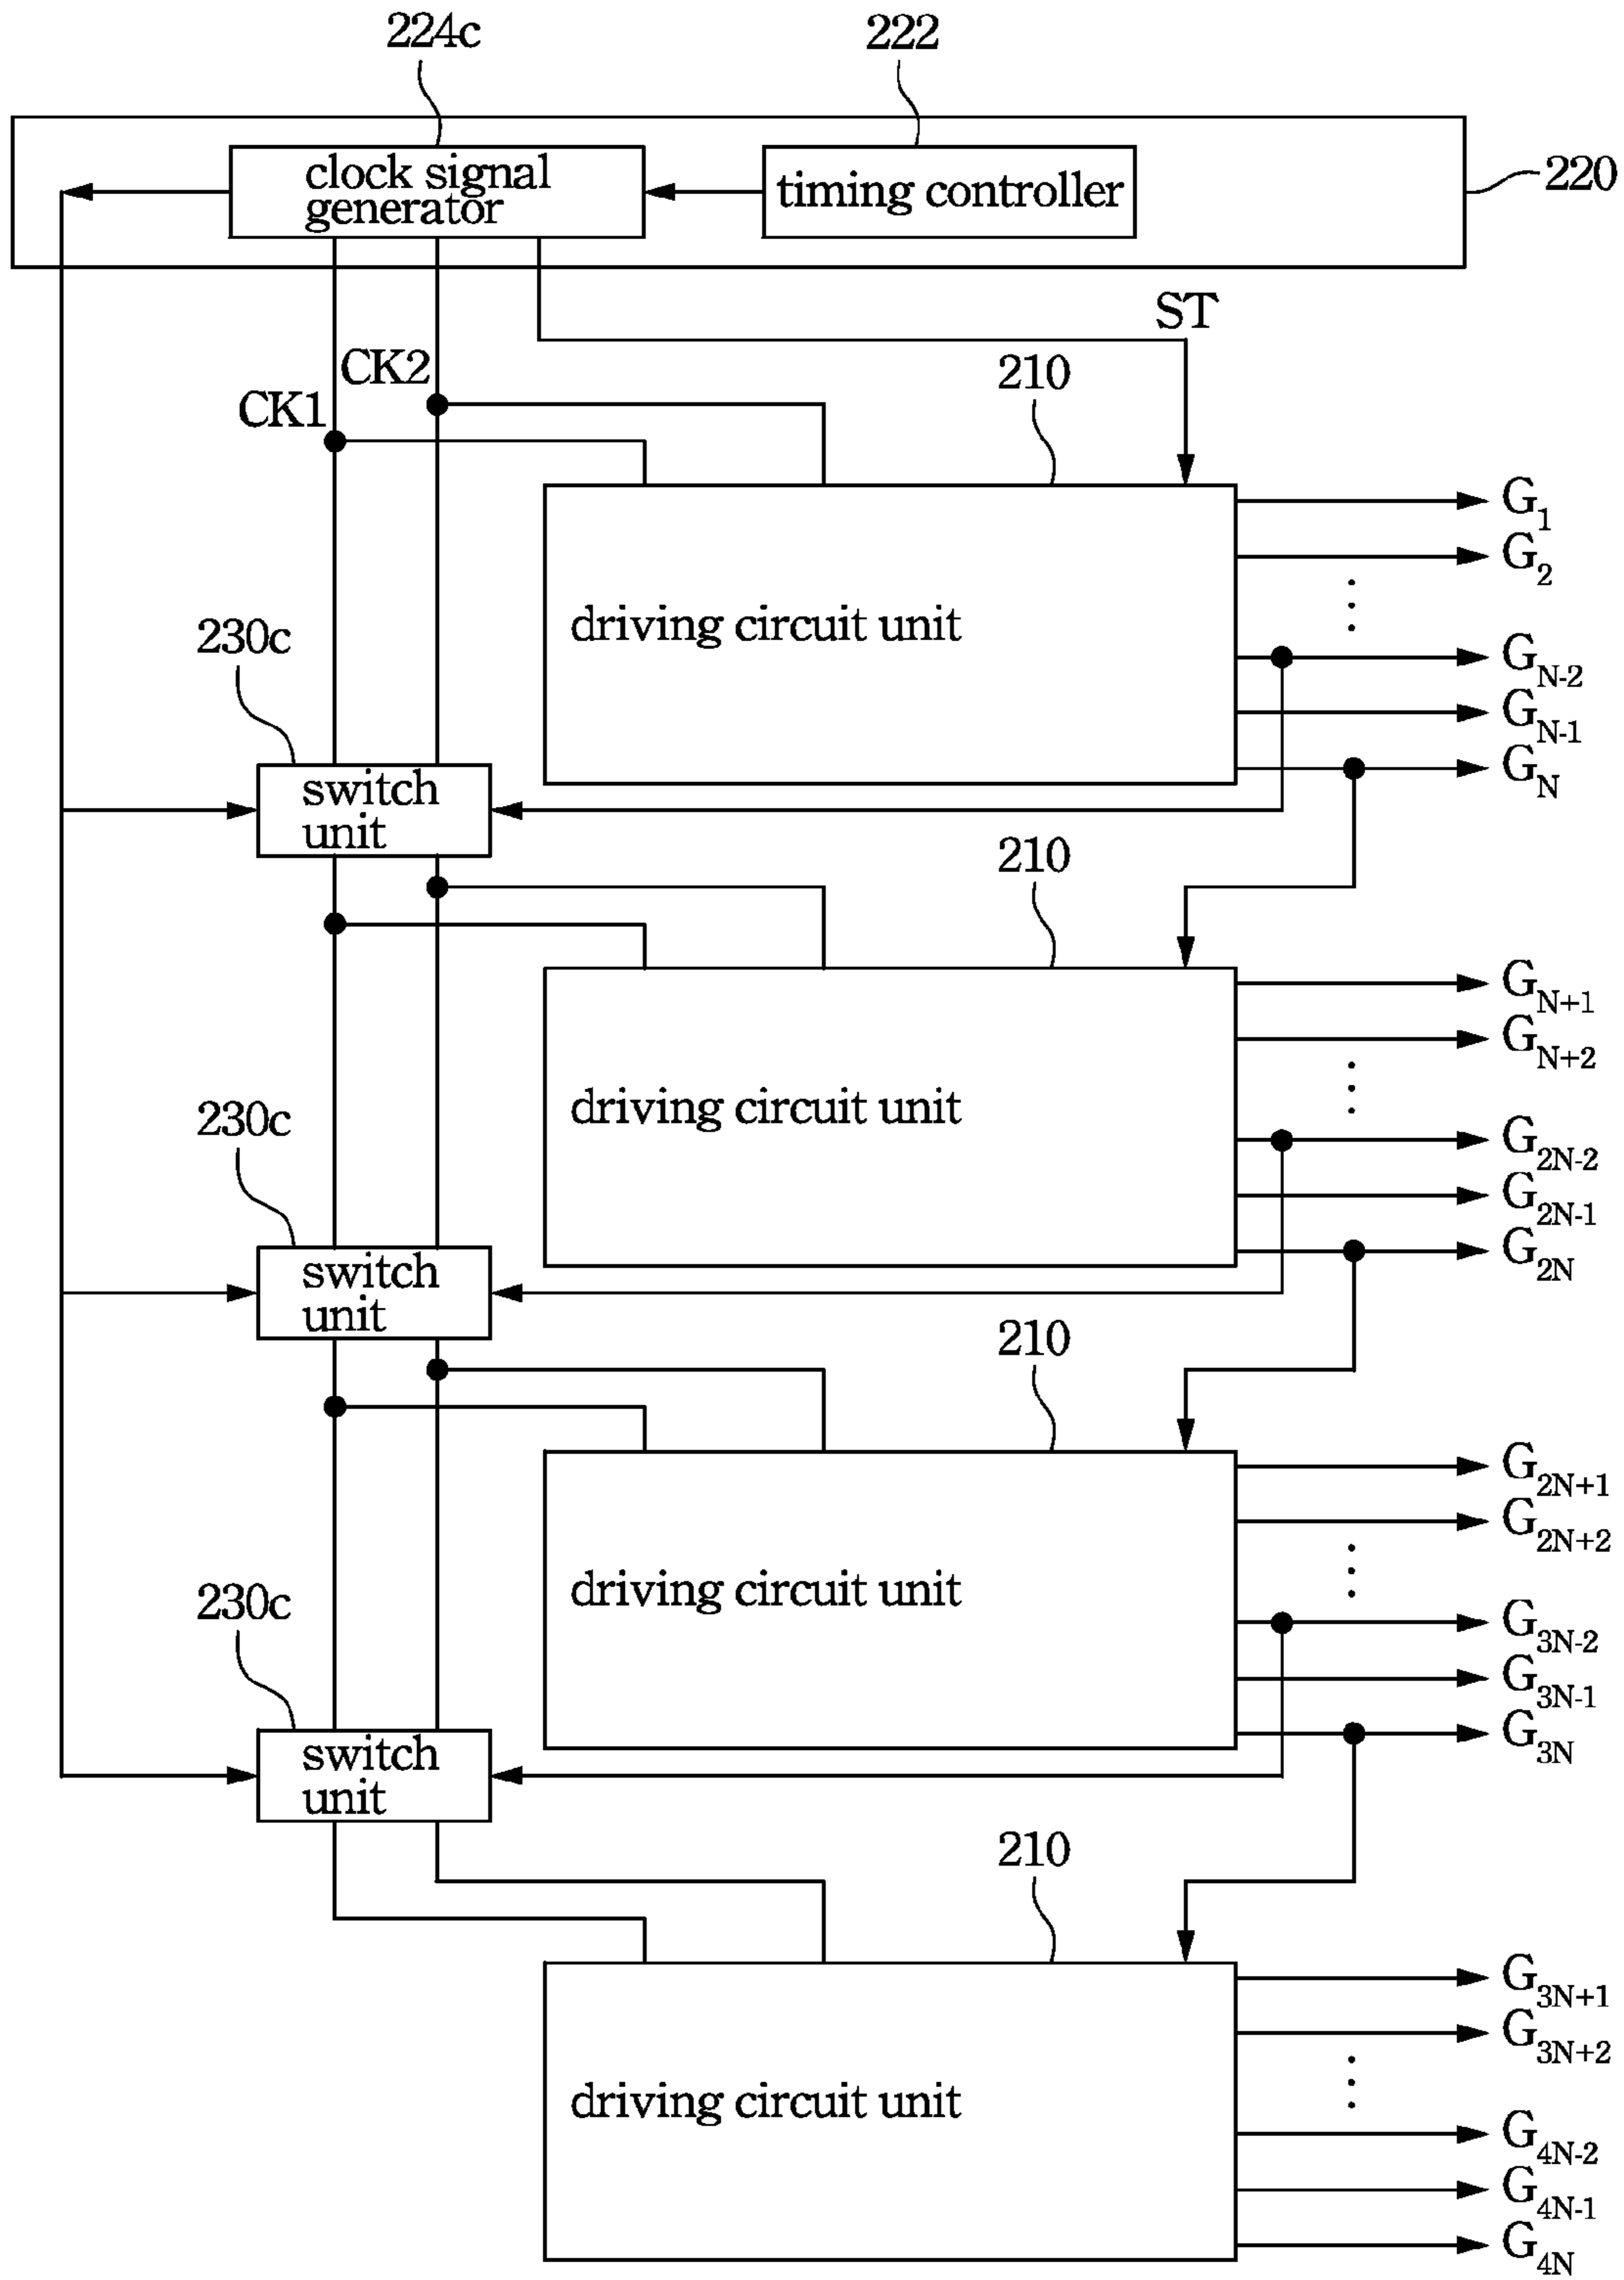 224c
222
clock signal
generator
timing controller
220
ST
CK2
CK1
210
G1
G2
driving circuit unit
230c
GN-2
GN-1
GN
switch
unit
210
GN+1
GN+2
driving circuit unit
230c
G2N-2
G2N-1
G2N
switch
unit
210
G2N+1
G2N+2
driving circuit unit
230c
G3N-2
G3N-1
G3N
switch
unit
210
G3N+1
G3N+2
driving circuit unit
G4N-2
G4N-1
G4N